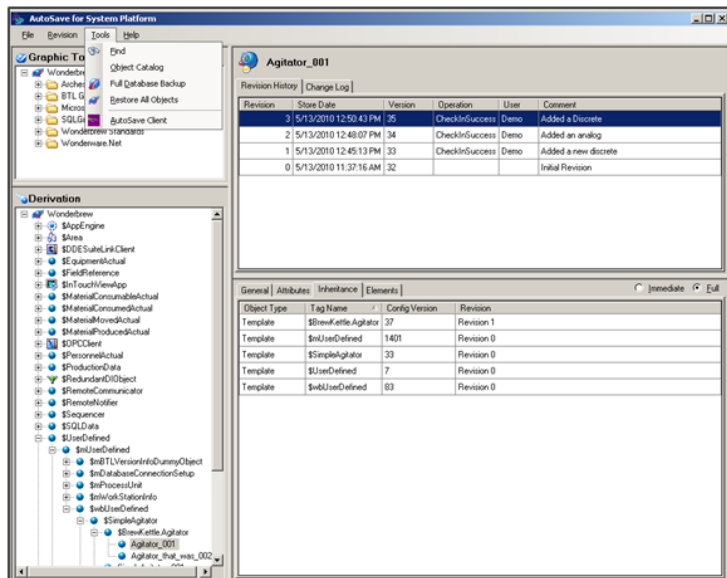 AutoSave for System Platform
File Revision Tools Help
Find
Object Catalog
Full Database Backup
Restore All Objects
AutoSave Client
Graphic To
Wonderbre
Arches
BTL G
Micros
SQLGr
Wonderbrew Standards
Wonderware.Net
Derivation
Wonderbrew
$AppEngine
$Area
$DDESuiteLinkClient
$EquipmentActual
$FieldReference
$InTouchViewApp
$MaterialConsumableActual
$MaterialConsumedActual
$MaterialMovedActual
$MaterialProducedActual
$OPCClient
$PersonnelActual
$ProductionData
$RedundantDIObject
$RemoteCommunicator
$RemoteNotifier
$Sequencer
$SQLData
$UserDefined
$mUserDefined
$mBTLVersionInfoDummyObject
$mDatabaseConnectionSetup
$mProcessUnit
$mWorkStationInfo
$wbUserDefined
$SimpleAgitator
$BrewKettle.Agitator
Agitator_001
Agitator_that_was_002
Agitator_001
Revision History Change Log
Revision Store Date Version Operation User Comment
3 5/13/2010 12:50:43 PM 35 CheckInSuccess Demo Added a Discrete
2 5/13/2010 12:48:07 PM 34 CheckInSuccess Demo Added an analog
1 5/13/2010 12:45:13 PM 33 CheckInSuccess Demo Added a new discrete
0 5/13/2010 11:37:16 AM 32 Initial Revision
General Attributes Inheritance Elements Immediate Full
Object Type Tag Name Config Version Revision
Template $BrewKettle.Agitator 37 Revision 1
Template $mUserDefined 1401 Revision 0
Template $SimpleAgitator 33 Revision 0
Template $UserDefined 7 Revision 0
Template $wbUserDefined 83 Revision 0